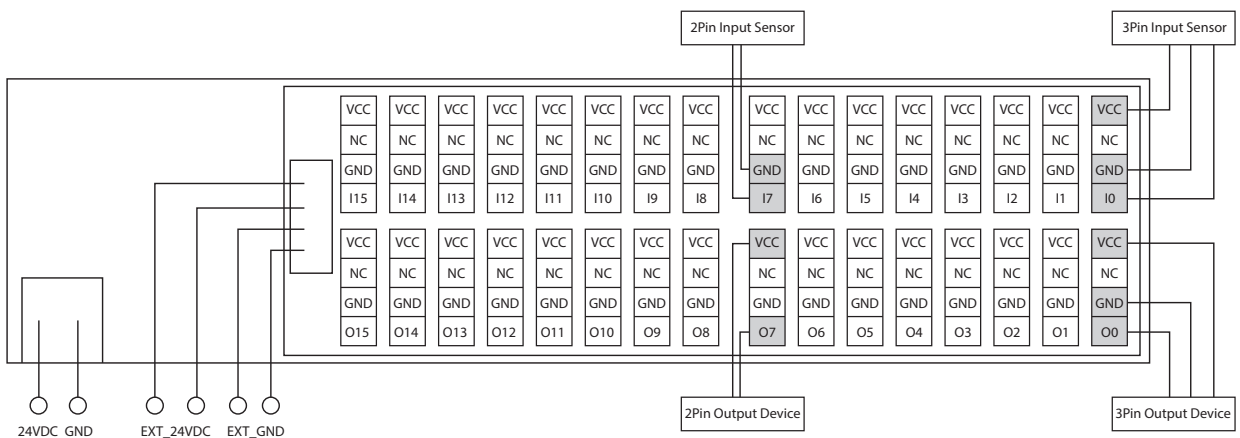 2Pin Input Sensor 3Pin Input Sensor
VCC VCC VCC VCC VCC VCC VCC VCC VCC VCC VCC VCC VCC VCC VCC VCC
NC NC NC NC NC NC NC NC NC NC NC NC NC NC NC NC
GND GND GND GND GND GND GND GND GND GND GND GND GND GND GND GND
I15 I14 I13 I12 I11 I10 I9 I8 I7 I6 I5 I4 I3 I2 I1 I0
VCC VCC VCC VCC VCC VCC VCC VCC VCC VCC VCC VCC VCC VCC VCC VCC
NC NC NC NC NC NC NC NC NC NC NC NC NC NC NC NC
GND GND GND GND GND GND GND GND GND GND GND GND GND GND GND GND
O15 O14 O13 O12 O11 O10 O9 O8 O7 O6 O5 O4 O3 O2 O1 O0
2Pin Output Device 3Pin Output Device
24VDC GND EXT_24VDC EXT_GND